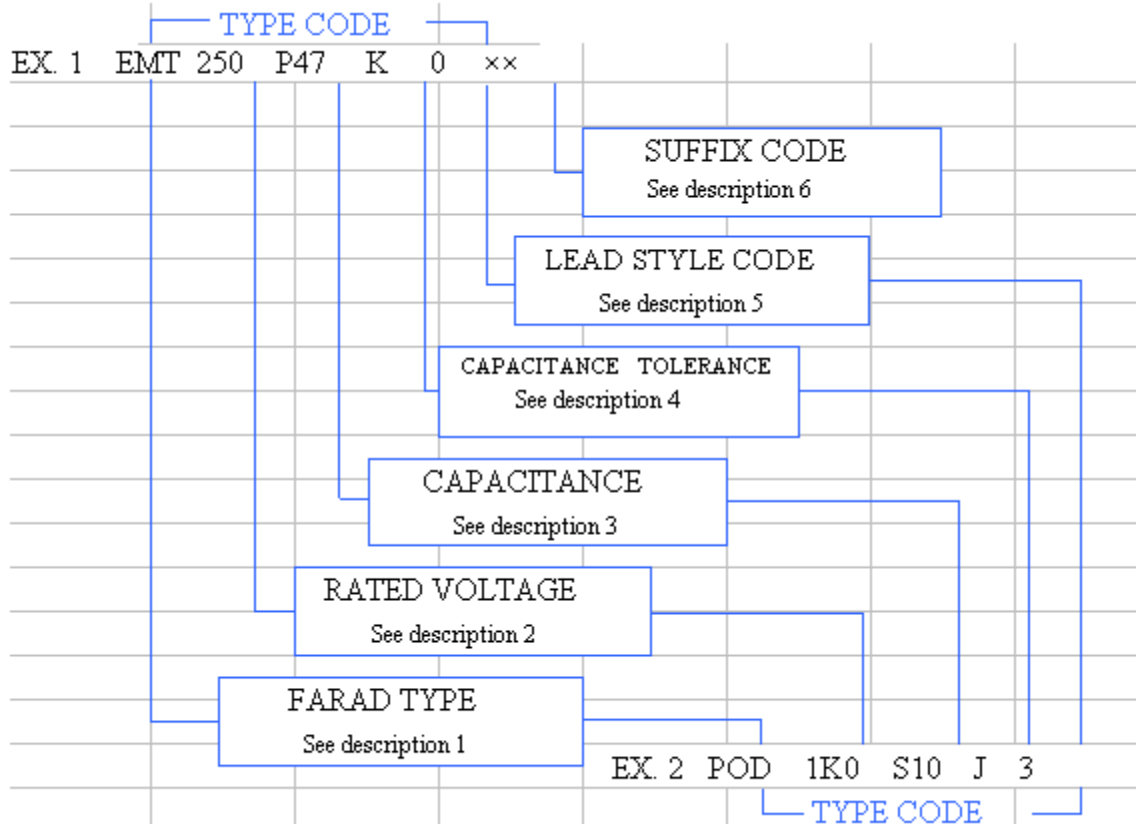 TYPE CODE
EX. 1 EMT 250 P47 K 0 ××
SUFFIX CODE
See description 6
LEAD STYLE CODE
See description 5
CAPACITANCE TOLERANCE
See description 4
CAPACITANCE
See description 3
RATED VOLTAGE
See description 2
FARAD TYPE
See description 1
EX. 2 POD 1K0 S10 J 3
TYPE CODE